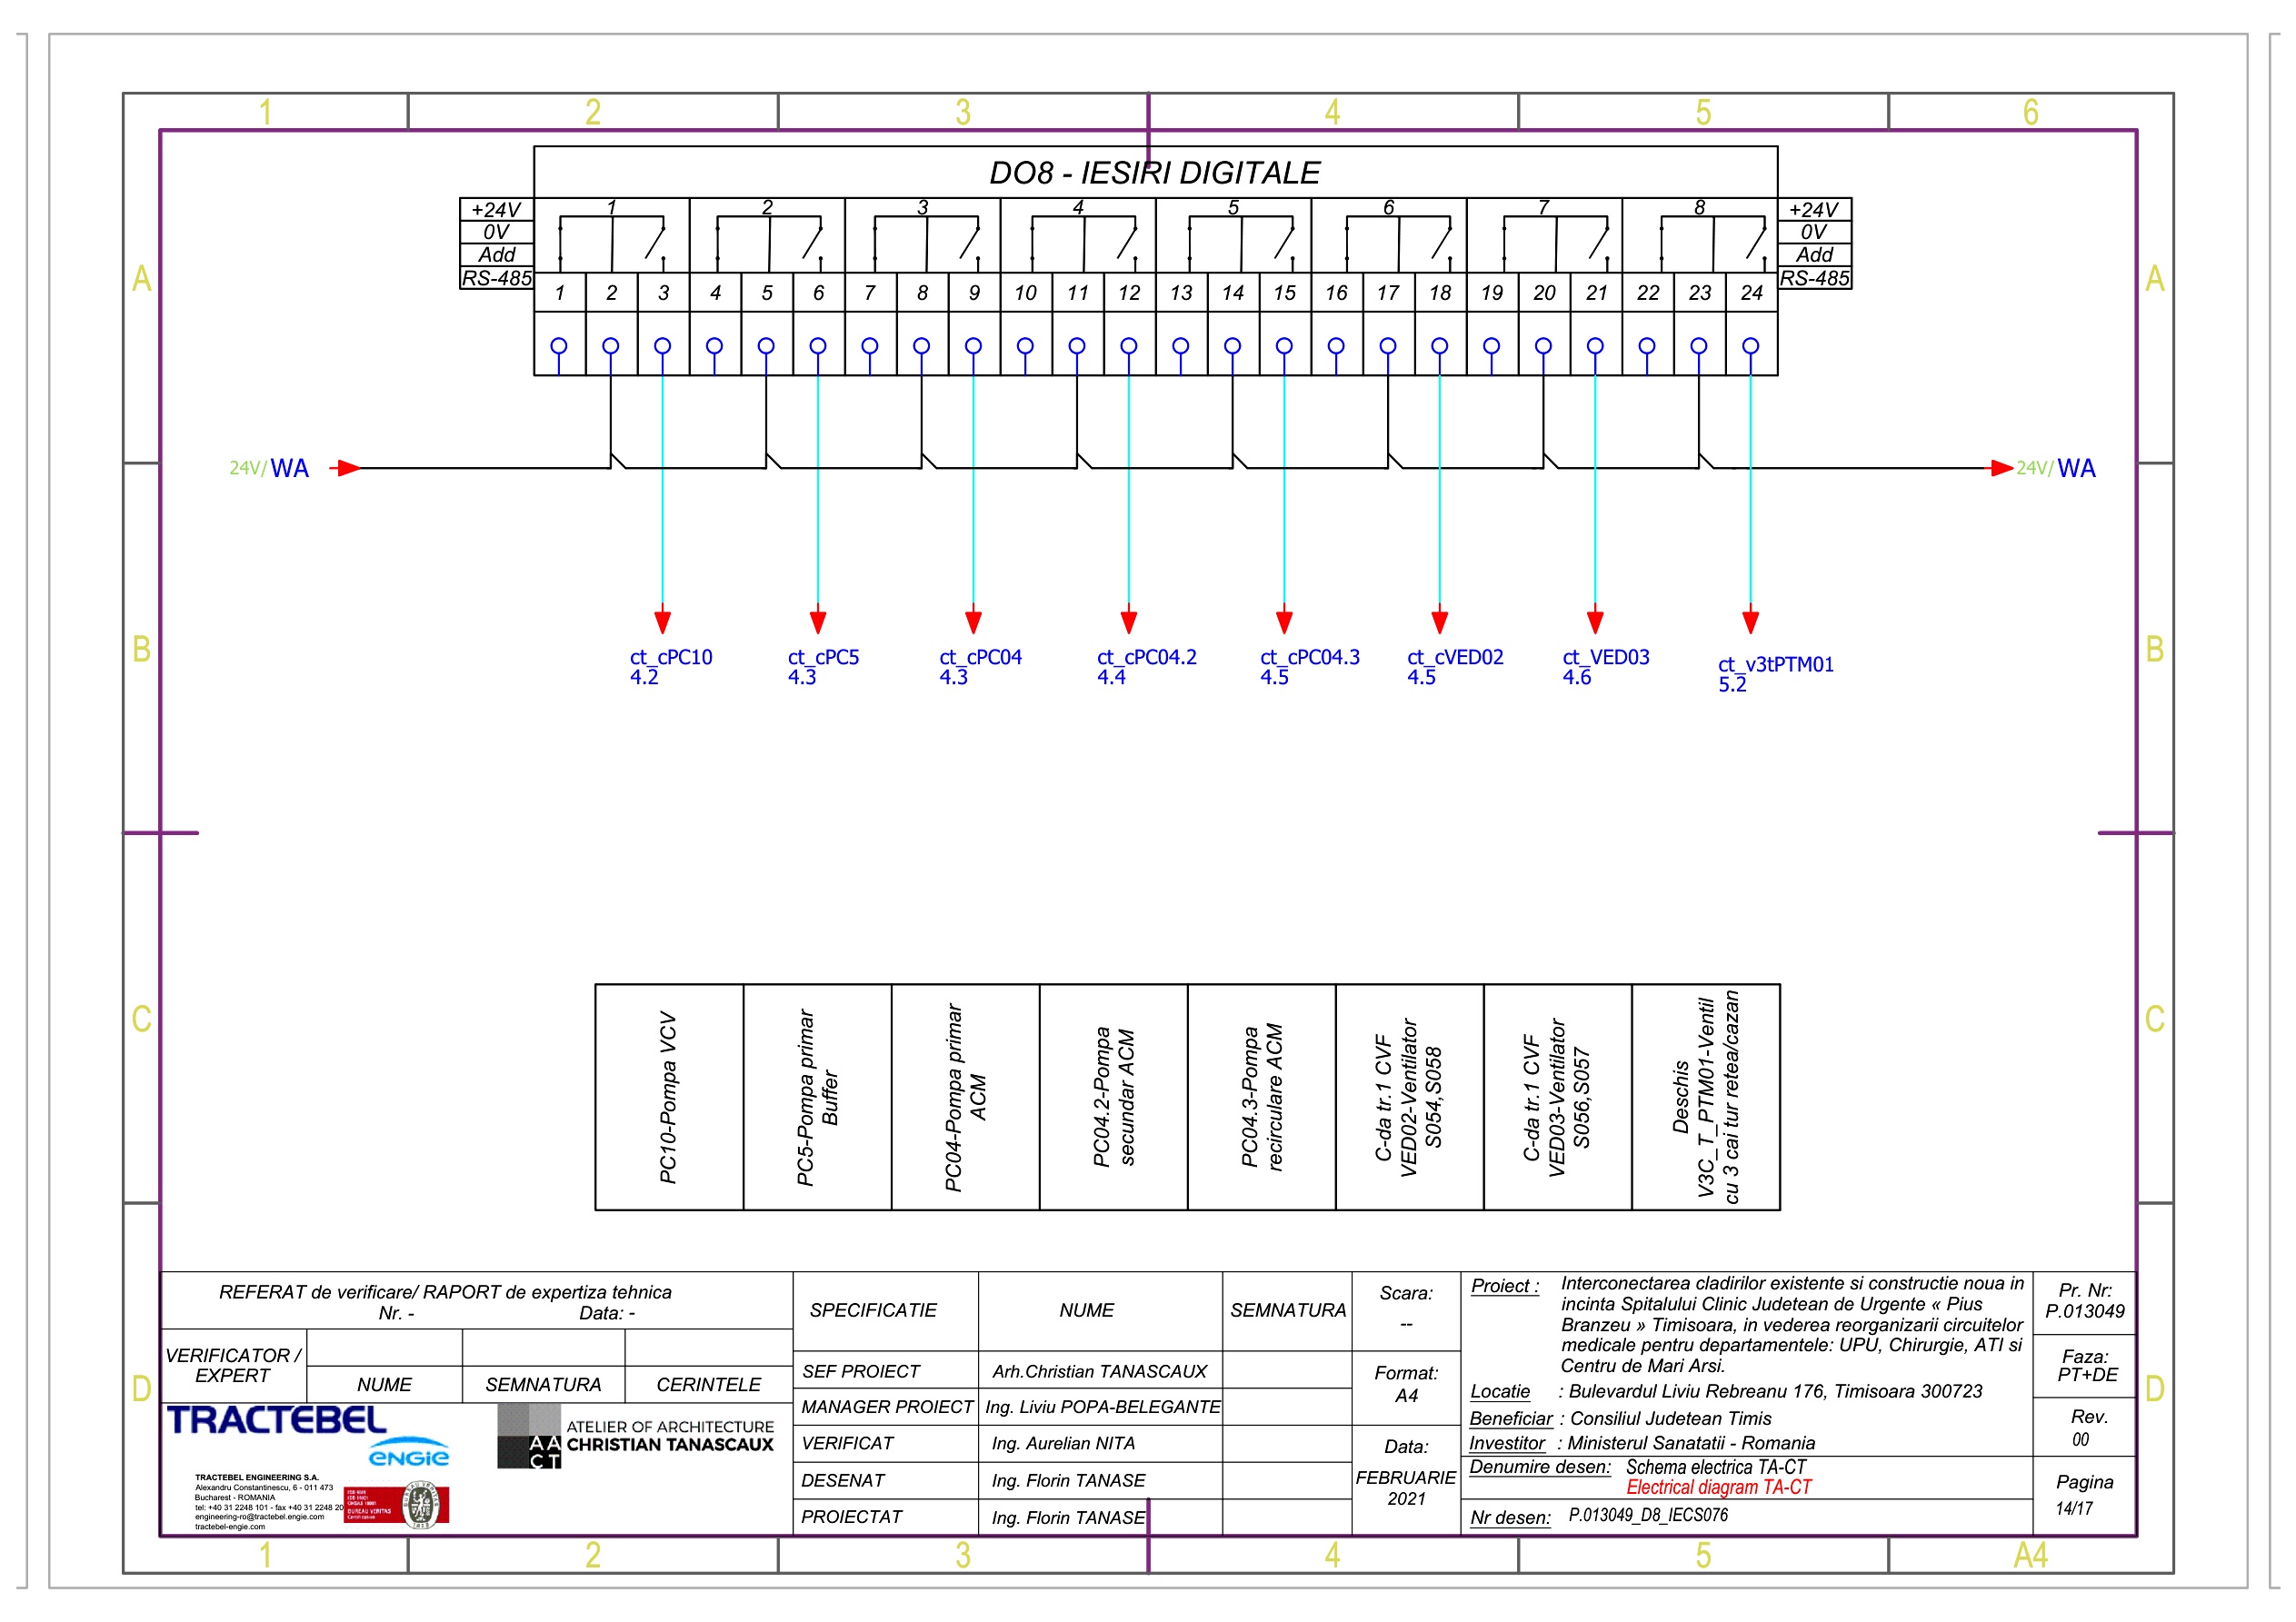 1 2 3 4 5 6
DO8 - IESIRI DIGITALE
+24V 1 2 3 4 5 6 7 8 +24V
0V 0V
Add Add
RS-485 1 2 3 4 5 6 7 8 9 10 11 12 13 14 15 16 17 18 19 20 21 22 23 24 RS-485
A A
24V/ WA 24V/ WA
B B
ct_cPC10 ct_cPC5 ct_cPC04 ct_cPC04.2 ct_cPC04.3 ct_cVED02 ct_VED03 ct_v3tPTM01
4.2 4.3 4.3 4.4 4.5 4.5 4.6 5.2
C C
PC10-Pompa VCV
PC5-Pompa primar
Buffer
PC04-Pompa primar
ACM
PC04.2-Pompa
secundar ACM
PC04.3-Pompa
recirculare ACM
C-da tr.1 CVF
VED02-Ventilator
S054,S058
C-da tr.1 CVF
VED03-Ventilator
S056,S057
Deschis
V3C_T_PTM01-Ventil
cu 3 cai tur retea/cazan
D D
REFERAT de verificare/ RAPORT de expertiza tehnica
Nr. - Data: -
VERIFICATOR /
EXPERT
NUME SEMNATURA CERINTELE
TRACTEBEL
ENGIE
TRACTEBEL ENGINEERING S.A.
Alexandru Constantinescu, 6 - 011 473
Bucharest - ROMANIA
tel: +40 31 2248 101 - fax +40 31 2248 20
engineering-ro@tractebel.engie.com
tractebel-engie.com
BUREAU VERITAS
Certification
AA
CT
ATELIER OF ARCHITECTURE
CHRISTIAN TANASCAUX
SPECIFICATIE NUME SEMNATURA
SEF PROIECT Arh.Christian TANASCAUX
MANAGER PROIECT Ing. Liviu POPA-BELEGANTE
VERIFICAT Ing. Aurelian NITA
DESENAT Ing. Florin TANASE
PROIECTAT Ing. Florin TANASE
Scara:
--
Format:
A4
Data:
FEBRUARIE
2021
Proiect : Interconectarea cladirilor existente si constructie noua in
incinta Spitalului Clinic Judetean de Urgente « Pius
Branzeu » Timisoara, in vederea reorganizarii circuitelor
medicale pentru departamentele: UPU, Chirurgie, ATI si
Centru de Mari Arsi.
Locatie : Bulevardul Liviu Rebreanu 176, Timisoara 300723
Beneficiar : Consiliul Judetean Timis
Investitor : Ministerul Sanatatii - Romania
Denumire desen: Schema electrica TA-CT
Electrical diagram TA-CT
Nr desen: P.013049_D8_IECS076
Pr. Nr:
P.013049
Faza:
PT+DE
Rev.
00
Pagina
14/17
1 2 3 4 5 A4